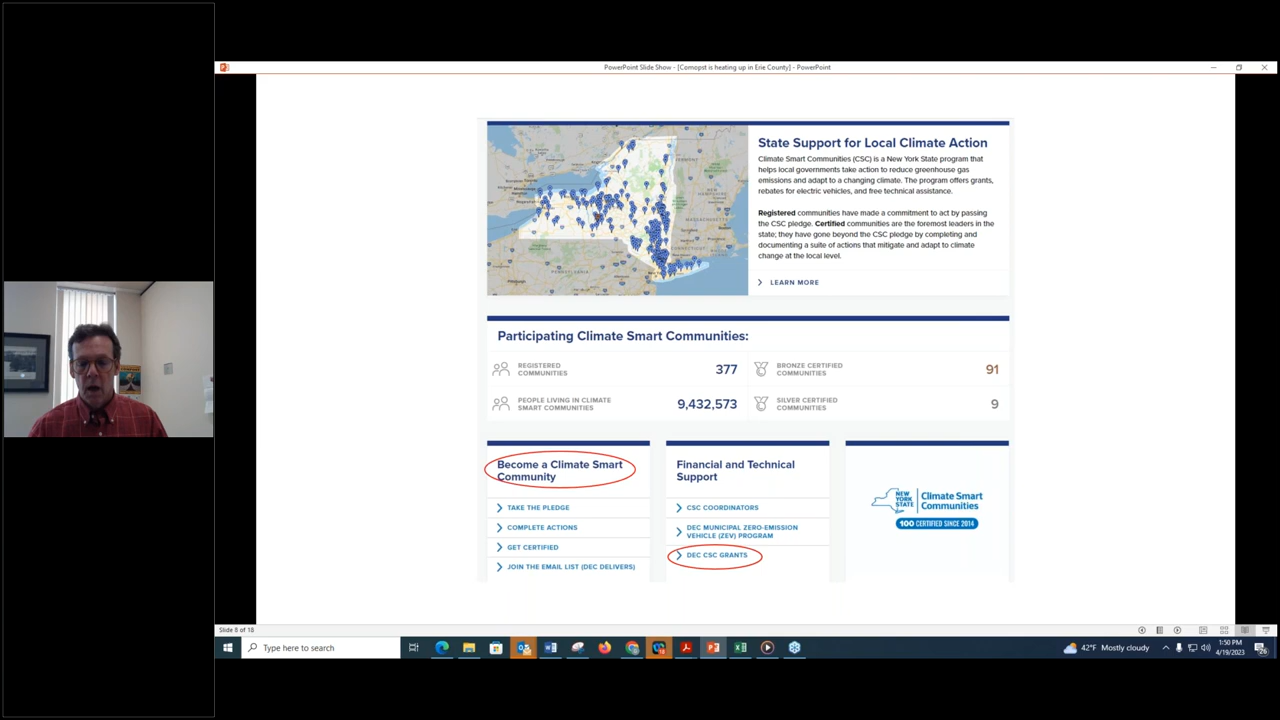 PowerPoint Slide Show - [Comopst is heating up in Erie County] - PowerPoint
State Support for Local Climate Action
Climate Smart Communities (CSC) is a New York State program that
helps local governments take action to reduce greenhouse gas
emissions and adapt to a changing climate. The program offers grants,
rebates for electric vehicles, and free technical assistance.
Registered communities have made a commitment to act by passing
the CSC pledge. Certified communities are the foremost leaders in the
state; they have gone beyond the CSC pledge by completing and
documenting a suite of actions that mitigate and adapt to climate
change at the local level.
LEARN MORE
PENNSYLVANIA
Pittsburgh
VERMONT
NEW HAMPSHIRE
MASSACHUSETTS
Participating Climate Smart Communities:
REGISTERED
COMMUNITIES
377
BRONZE CERTIFIED
COMMUNITIES
91
PEOPLE LIVING IN CLIMATE
SMART COMMUNITIES
9,432,573
SILVER CERTIFIED
COMMUNITIES
9
Become a Climate Smart
Community
TAKE THE PLEDGE
COMPLETE ACTIONS
GET CERTIFIED
JOIN THE EMAIL LIST (DEC DELIVERS)
Financial and Technical
Support
CSC COORDINATORS
DEC MUNICIPAL ZERO-EMISSION
VEHICLE (ZEV) PROGRAM
DEC CSC GRANTS
NEW
YORK
STATE
Climate Smart
Communities
100 CERTIFIED SINCE 2014
Slide 8 of 18
Type here to search
42°F Mostly cloudy
1:50 PM
4/19/2023